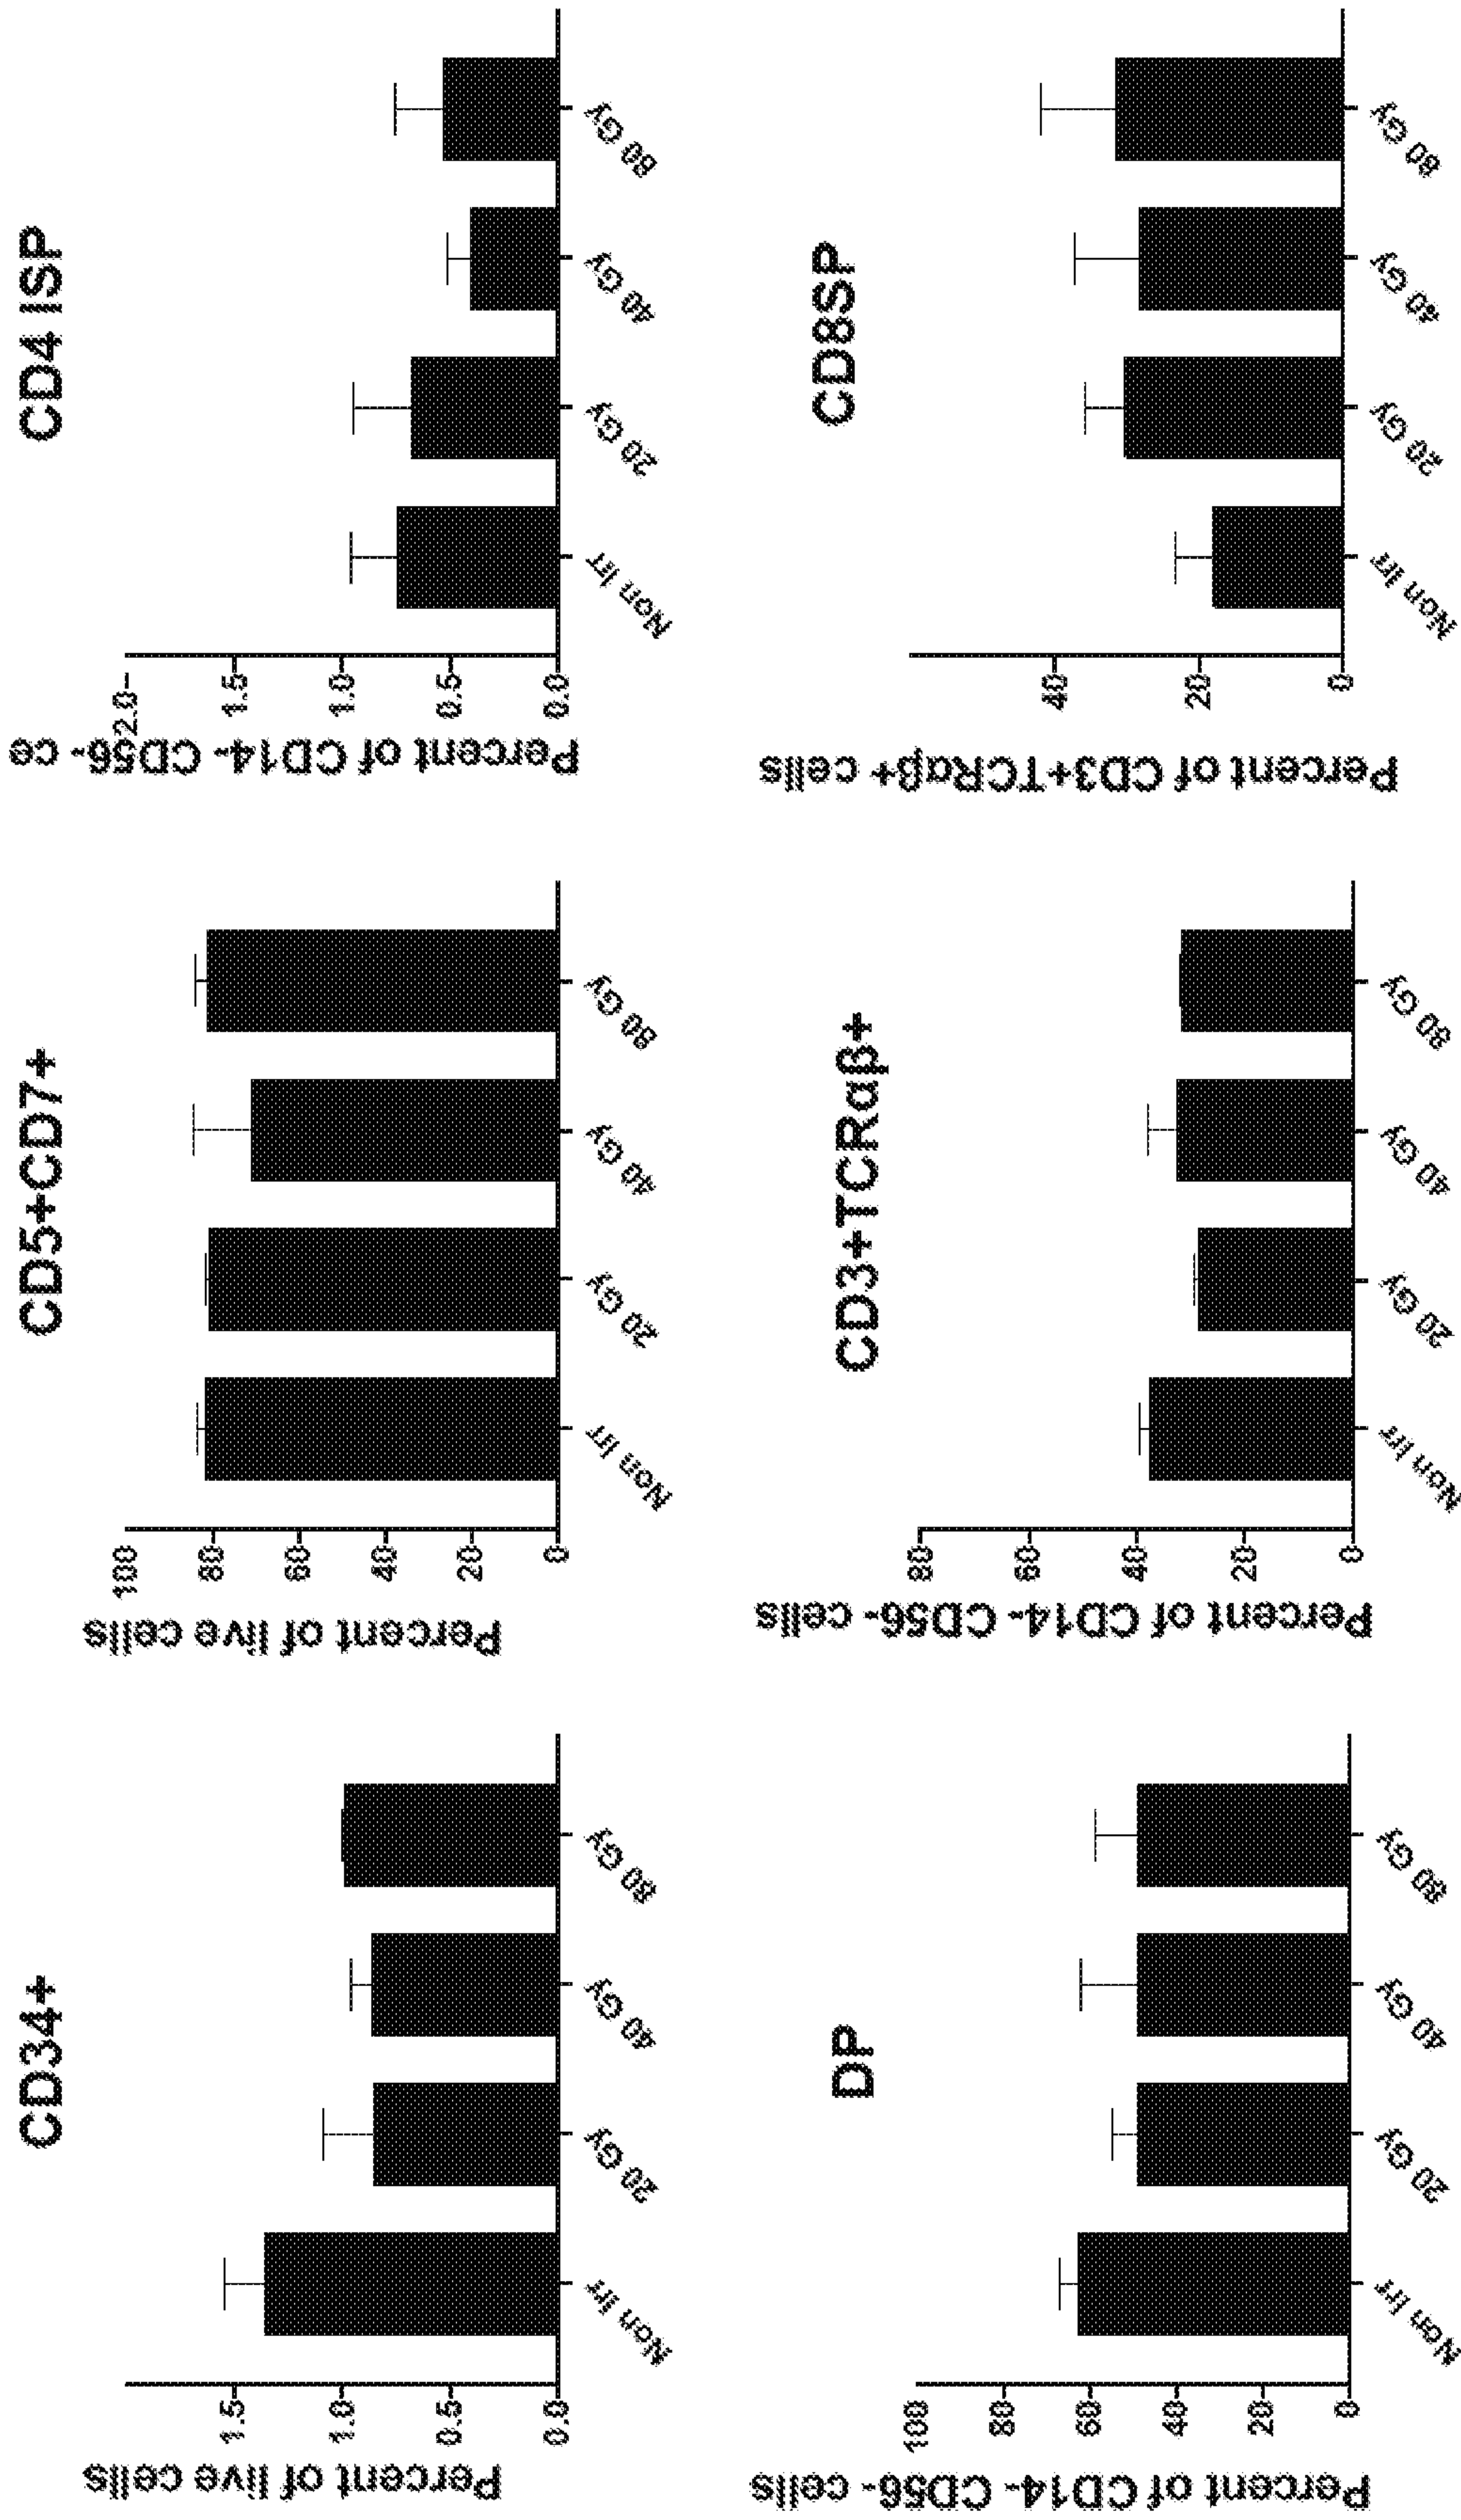 CD34+
Percent of live cells
1.5
1.0
0.5
0.0
Non Irr
20 Gy
40 Gy
80 Gy
CD5+CD7+
Percent of live cells
100
80
60
40
20
0
Non Irr
20 Gy
40 Gy
80 Gy
CD4 ISP
Percent of CD14- CD56- ce
2.0
1.5
1.0
0.5
0.0
Non Irr
20 Gy
40 Gy
80 Gy
DP
Percent of CD14- CD56- cells
100
80
60
40
20
0
Non Irr
20 Gy
40 Gy
80 Gy
CD3+TCRαβ+
Percent of CD14- CD56- cells
80
60
40
20
0
Non Irr
20 Gy
40 Gy
80 Gy
CD8SP
Percent of CD3+TCRαβ+ cells
40
20
0
Non Irr
20 Gy
40 Gy
80 Gy